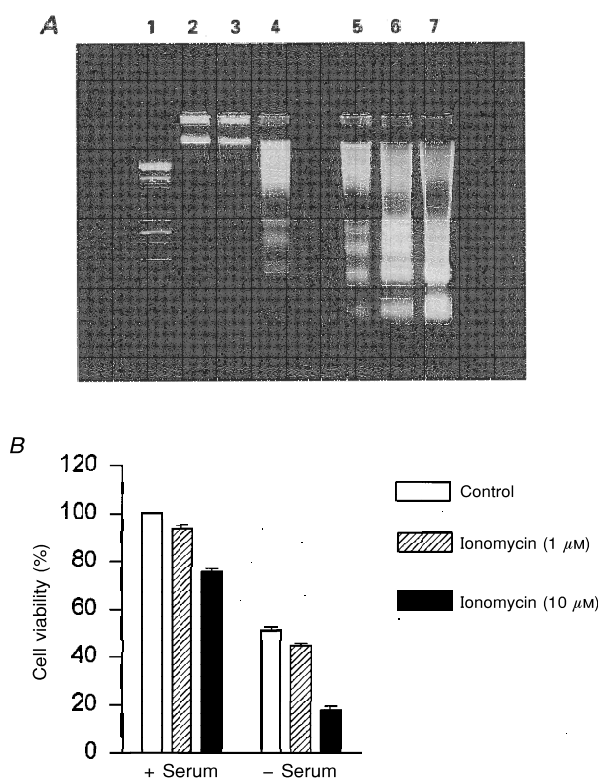 A
1 2 3 4 5 6 7
B
120
100
80
60
40
20
0
Cell viability (%)
+ Serum
− Serum
Control
Ionomycin (1 μM)
Ionomycin (10 μM)